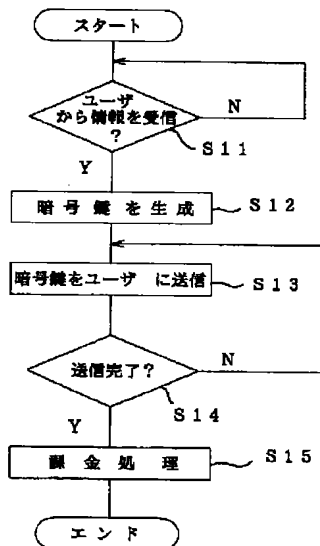 スタート
ユーザ
から情報を受信
?
N
S11
Y
暗号鍵を生成
S12
暗号鍵をユーザに送信
S13
送信完了?
N
S14
Y
課金処理
S15
エンド